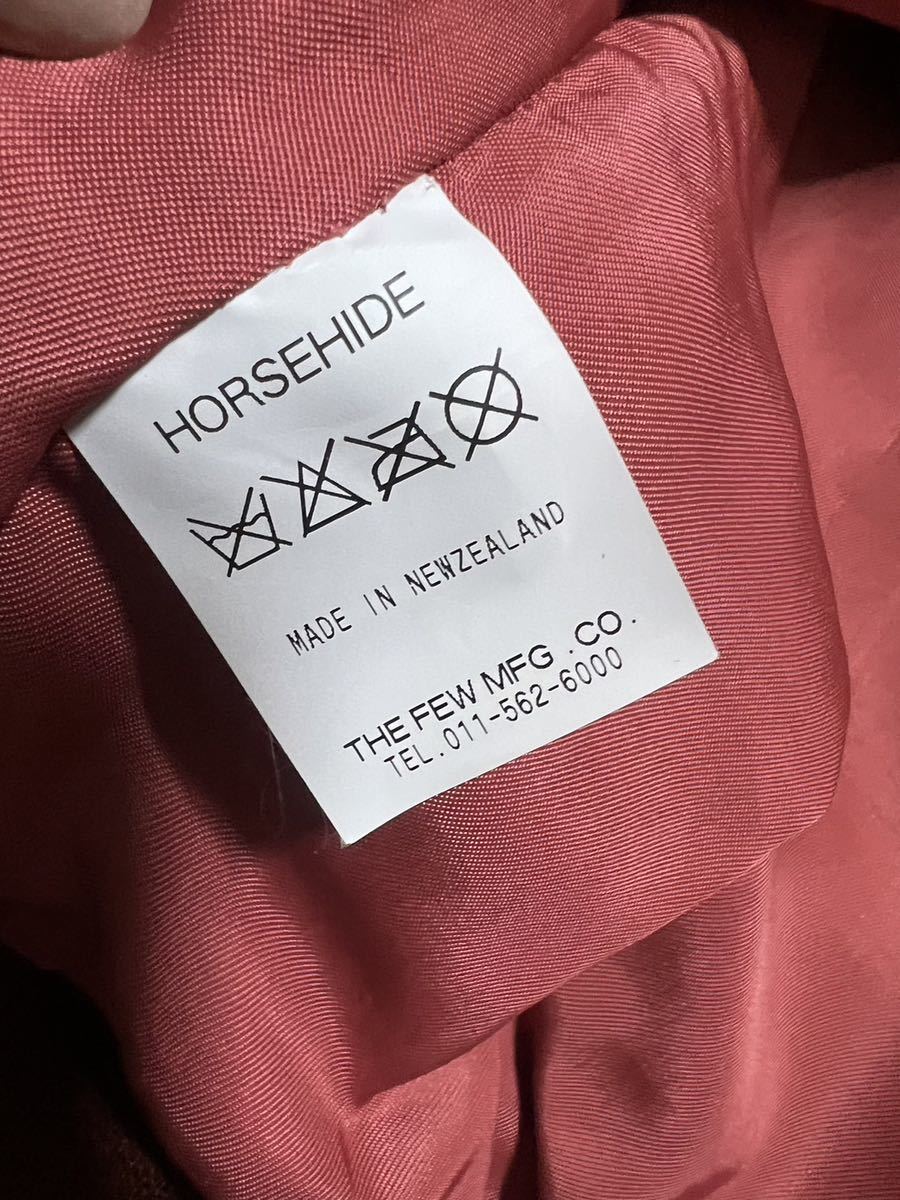 HORSEHIDE
MADE IN NEWZEALAND
THE FEW MFG .CO.
TEL.011-562-6000